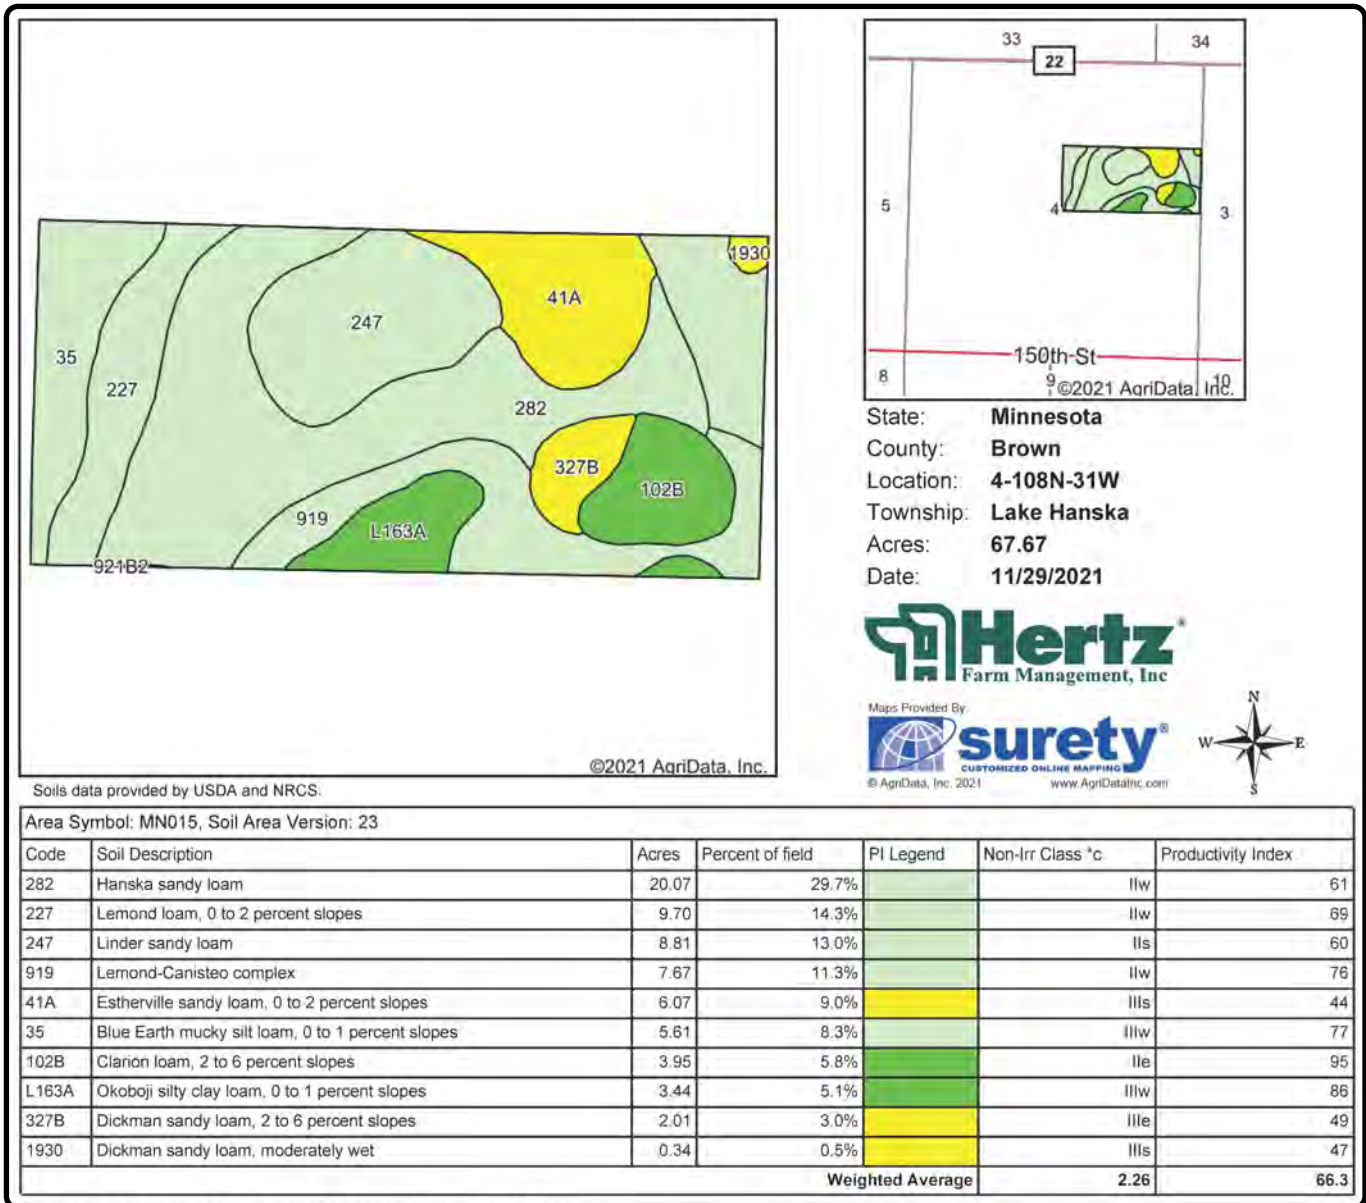 35
227
247
41A
1930
282
327B
102B
919
L163A
921B2
©2021 AgriData, Inc.
33
34
22
5
4
3
150th-St
8
9
10
©2021 AgriData, Inc.
State: Minnesota
County: Brown
Location: 4-108N-31W
Township: Lake Hanska
Acres: 67.67
Date: 11/29/2021
Hertz®
Farm Management, Inc
Maps Provided By:
surety®
CUSTOMIZED ONLINE MAPPING
© AgriData, Inc. 2021 www.AgriDataInc.com
N
W E
S
Soils data provided by USDA and NRCS.
Area Symbol: MN015, Soil Area Version: 23
Code Soil Description Acres Percent of field PI Legend Non-Irr Class *c Productivity Index
282 Hanska sandy loam 20.07 29.7% IIw 61
227 Lemond loam, 0 to 2 percent slopes 9.70 14.3% IIw 69
247 Linder sandy loam 8.81 13.0% IIs 60
919 Lemond-Canisteo complex 7.67 11.3% IIw 76
41A Estherville sandy loam, 0 to 2 percent slopes 6.07 9.0% IIIs 44
35 Blue Earth mucky silt loam, 0 to 1 percent slopes 5.61 8.3% IIIw 77
102B Clarion loam, 2 to 6 percent slopes 3.95 5.8% IIe 95
L163A Okoboji silty clay loam, 0 to 1 percent slopes 3.44 5.1% IIIw 86
327B Dickman sandy loam, 2 to 6 percent slopes 2.01 3.0% IIIe 49
1930 Dickman sandy loam, moderately wet 0.34 0.5% IIIs 47
Weighted Average 2.26 66.3